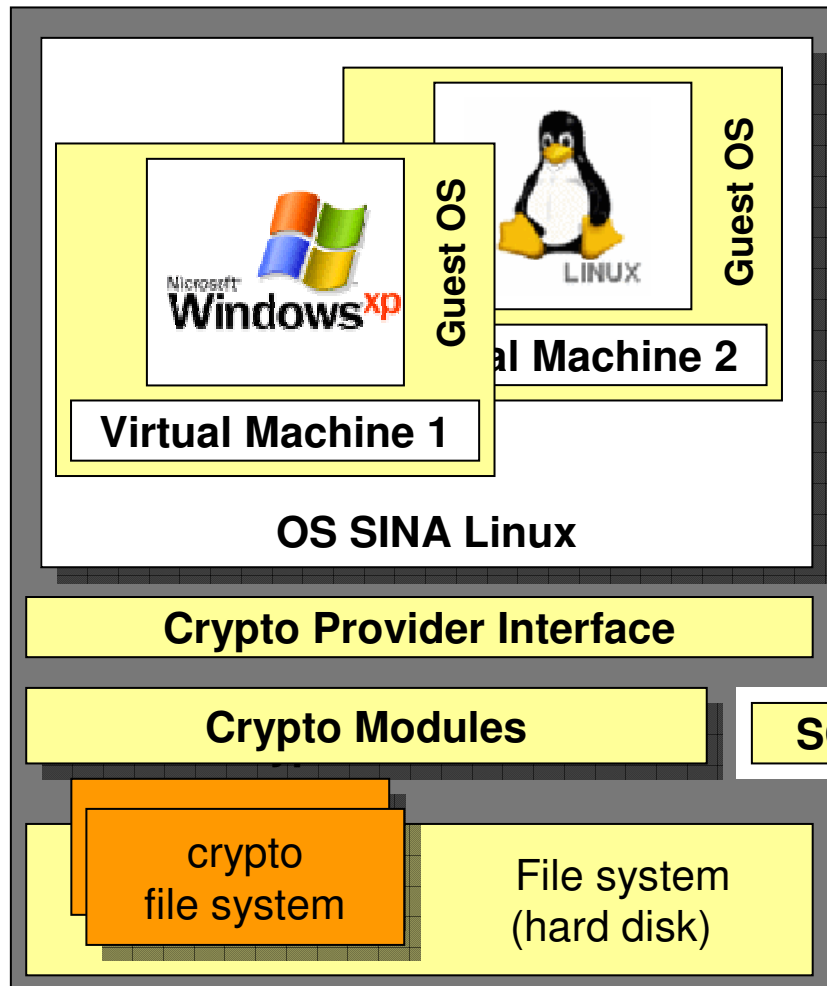 Guest OS
LINUX
Guest OS
Microsoft
Windows xp
al Machine 2
Virtual Machine 1
OS SINA Linux
Crypto Provider Interface
Crypto Modules
crypto
file system
File system
(hard disk)